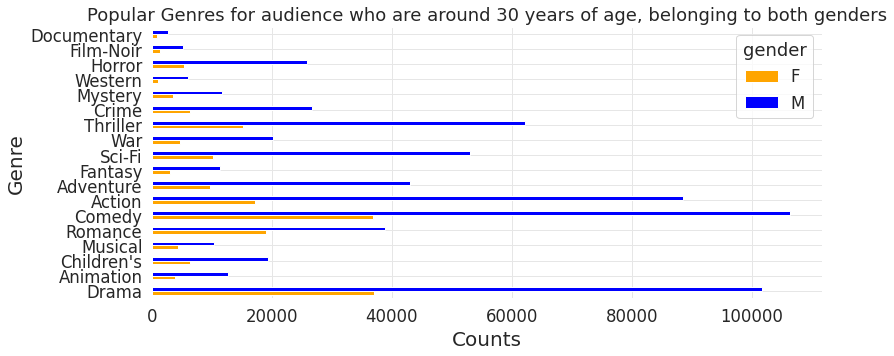 Popular Genres for audience who are around 30 years of age, belonging to both genders
Documentary
Film-Noir
Horror
Western
Mystery
Crime
Thriller
War
Sci-Fi
Fantasy
Adventure
Action
Comedy
Romance
Musical
Children's
Animation
Drama
Genre
gender
F
M
0 20000 40000 60000 80000 100000
Counts